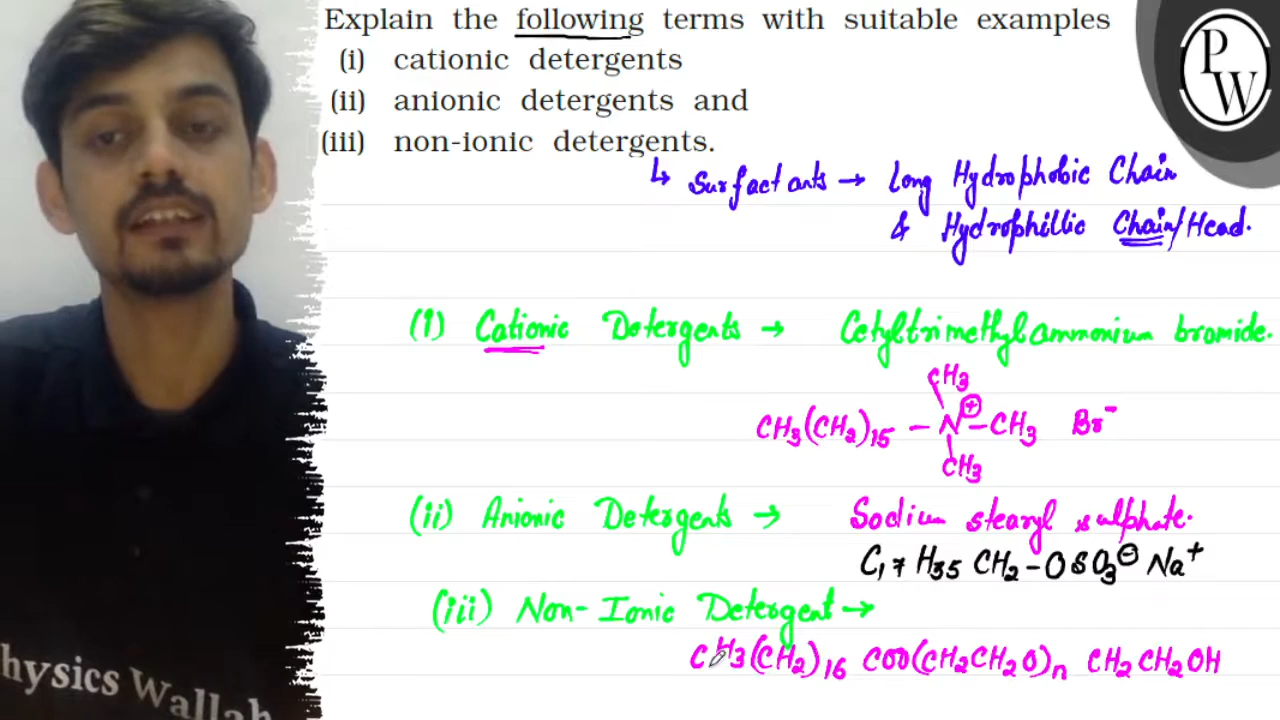 Explain the following terms with suitable examples
(i) cationic detergents
(ii) anionic detergents and
(iii) non-ionic detergents.
PW
↳ Surfactants → Long Hydrophobic Chain
& Hydrophillic Chain/Head.
(i) Cationic Detergents → Cetyltrimethylammonium bromide.
CH3
CH3(CH2)15 – N⊕ – CH3 Br⁻
CH3
(ii) Anionic Detergents → Sodium stearyl sulphate.
C17H35 CH2 – OSO3⊖ Na⁺
(iii) Non-Ionic Detergent →
CH3(CH2)16 COO(CH2CH2O)n CH2CH2OH
hysics Wallah